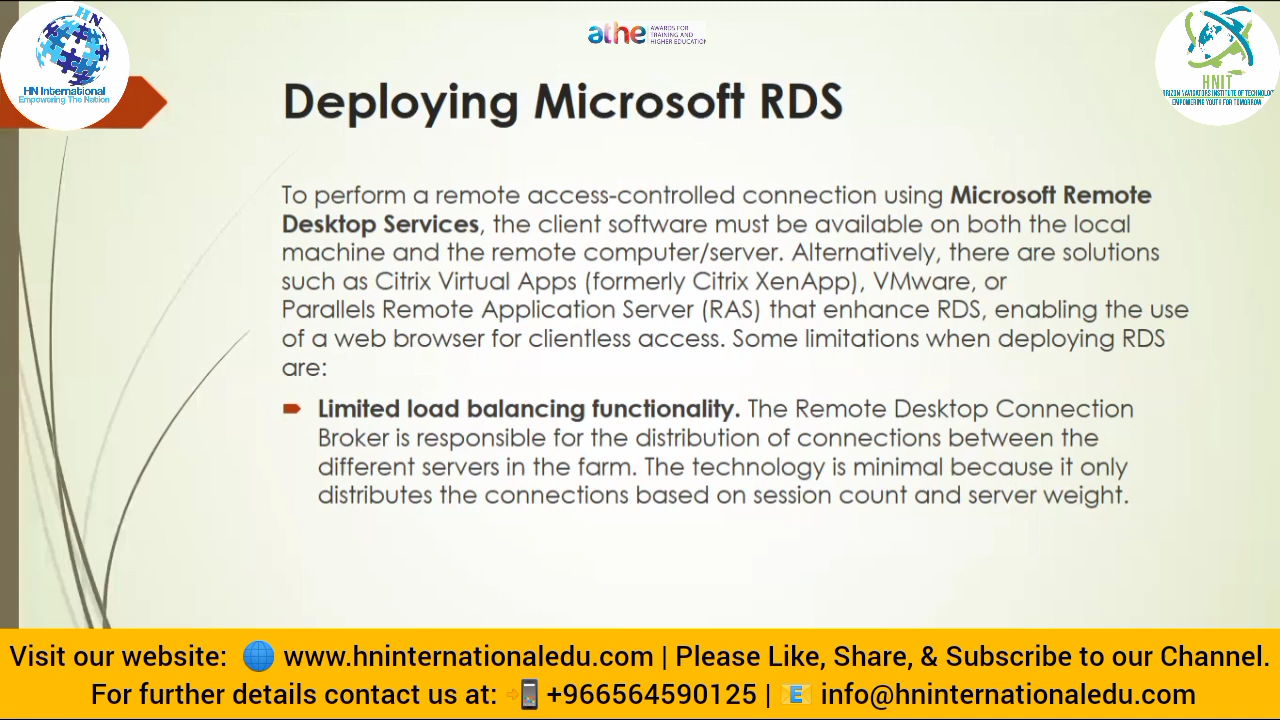 HN
HN International
Empowering The Nation
athe AWARDS FOR
TRAINING AND
HIGHER EDUCATION
HNIT
EMPOWERING YOUTH FOR TOMORROW
Deploying Microsoft RDS
To perform a remote access-controlled connection using Microsoft Remote
Desktop Services, the client software must be available on both the local
machine and the remote computer/server. Alternatively, there are solutions
such as Citrix Virtual Apps (formerly Citrix XenApp), VMware, or
Parallels Remote Application Server (RAS) that enhance RDS, enabling the use
of a web browser for clientless access. Some limitations when deploying RDS
are:
Limited load balancing functionality. The Remote Desktop Connection
Broker is responsible for the distribution of connections between the
different servers in the farm. The technology is minimal because it only
distributes the connections based on session count and server weight.
Visit our website: www.hninternationaledu.com | Please Like, Share, & Subscribe to our Channel.
For further details contact us at: +966564590125 | info@hninternationaledu.com